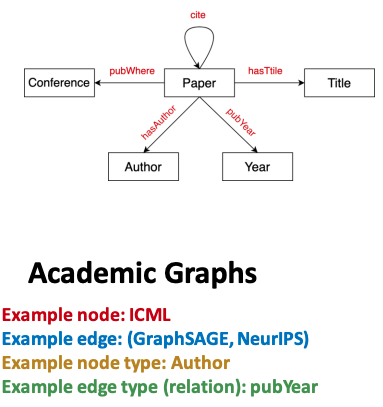 cite
Conference
pubWhere
Paper
hasTtile
Title
hasAuthor
pubYear
Author
Year
Academic Graphs
Example node: ICML
Example edge: (GraphSAGE, NeurIPS)
Example node type: Author
Example edge type (relation): pubYear